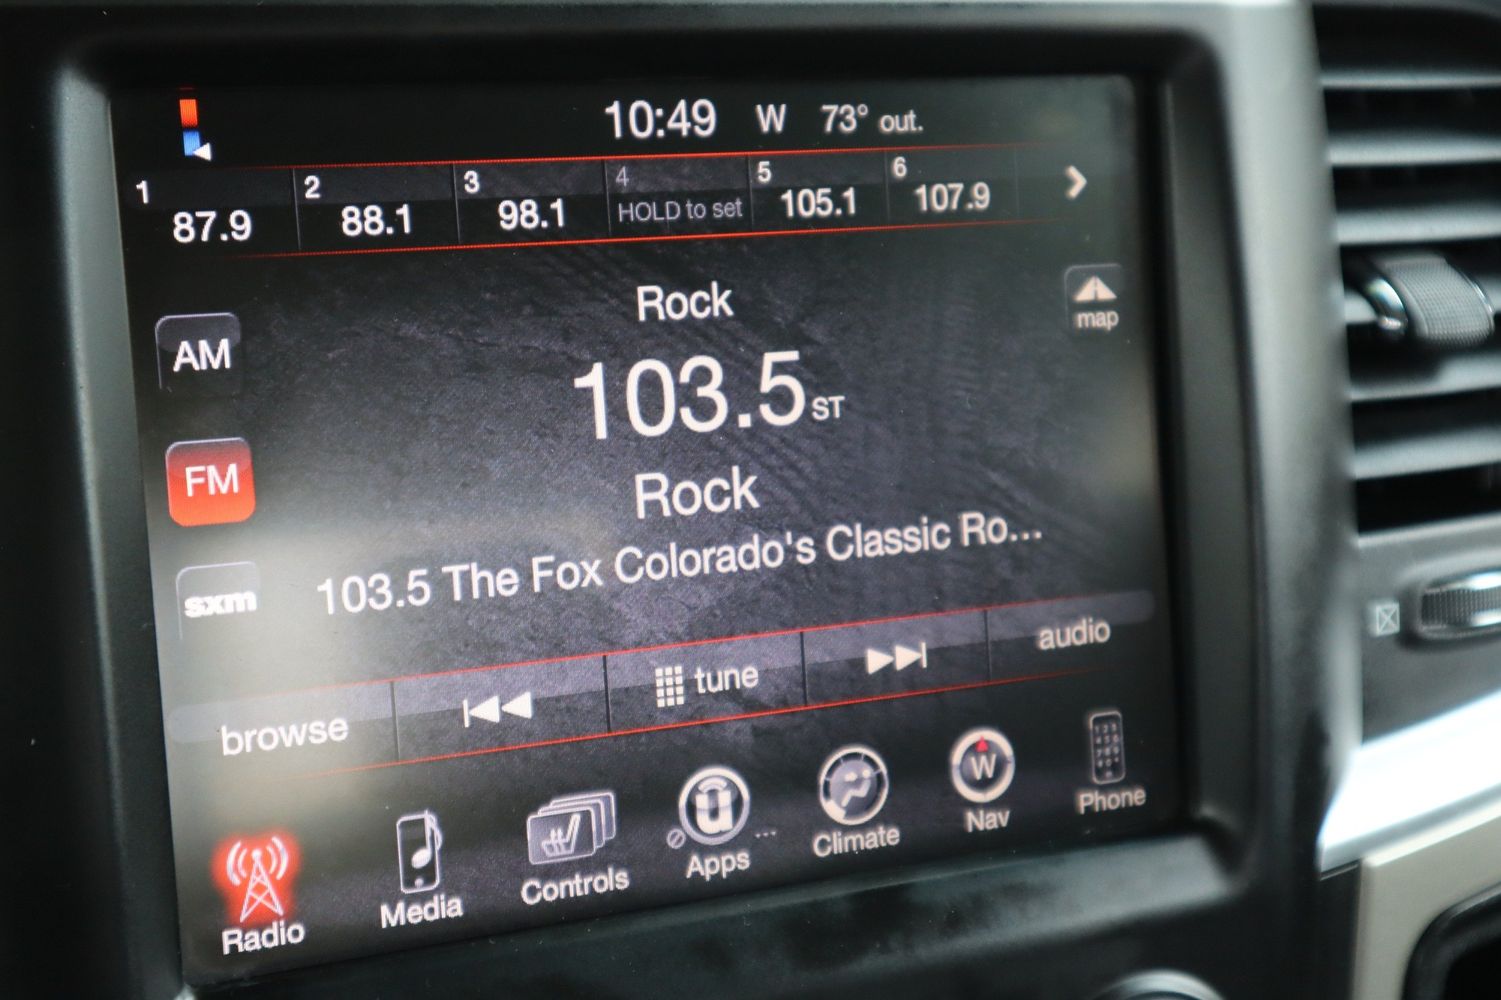 10:49 W 73° out.
1 2 3 4 5 6
87.9 88.1 98.1 HOLD to set 105.1 107.9
Rock
map
AM
103.5 ST
FM
Rock
sxm
103.5 The Fox Colorado's Classic Ro...
browse tune audio
W
Radio Media Controls Apps ... Climate Nav Phone